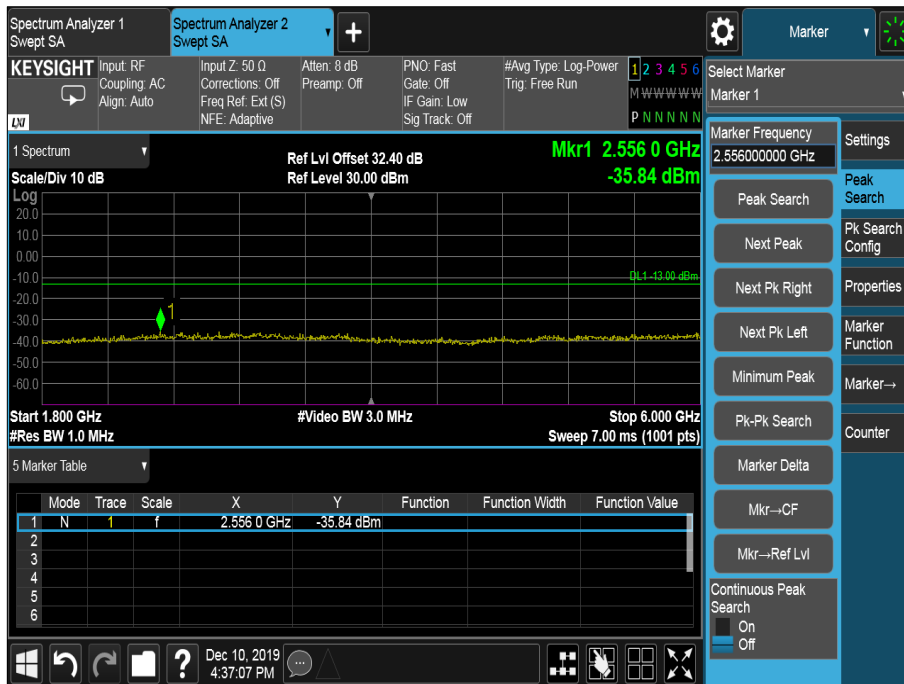 Spectrum Analyzer 1
Swept SA
Spectrum Analyzer 2
Swept SA
KEYSIGHT
LXI
Input: RF
Coupling: AC
Align: Auto
Input Z: 50 Ω
Corrections: Off
Freq Ref: Ext (S)
NFE: Adaptive
Atten: 8 dB
Preamp: Off
PNO: Fast
Gate: Off
IF Gain: Low
Sig Track: Off
#Avg Type: Log-Power
Trig: Free Run
1 2 3 4 5 6
M W W W W W
P N N N N N
1 Spectrum
Scale/Div 10 dB
Ref Lvl Offset 32.40 dB
Ref Level 30.00 dBm
Mkr1 2.556 0 GHz
-35.84 dBm
Log
20.0
10.0
0.00
-10.0
-20.0
-30.0
-40.0
-50.0
-60.0
DL1 -13.00 dBm
1
Start 1.800 GHz
#Video BW 3.0 MHz
Stop 6.000 GHz
#Res BW 1.0 MHz
Sweep 7.00 ms (1001 pts)
5 Marker Table
Mode Trace Scale X Y Function Function Width Function Value
1 N 1 f 2.556 0 GHz -35.84 dBm
2
3
4
5
6
?
Dec 10, 2019
4:37:07 PM
Marker
Select Marker
Marker 1
Marker Frequency
2.556000000 GHz
Peak Search
Next Peak
Next Pk Right
Next Pk Left
Minimum Peak
Pk-Pk Search
Marker Delta
Mkr→CF
Mkr→Ref Lvl
Continuous Peak
Search
On
Off
Settings
Peak
Search
Pk Search
Config
Properties
Marker
Function
Marker→
Counter